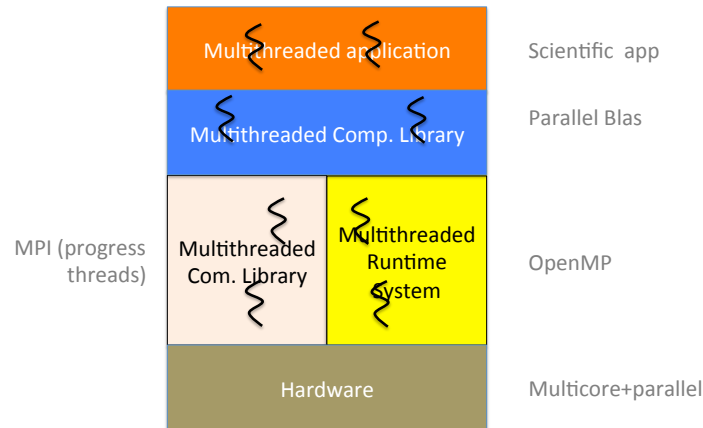 Multithreaded application
Scientific app
Multithreaded Comp. Library
Parallel Blas
MPI (progress
threads)
Multithreaded
Com. Library
Multithreaded
Runtime
System
OpenMP
Hardware
Multicore+parallel